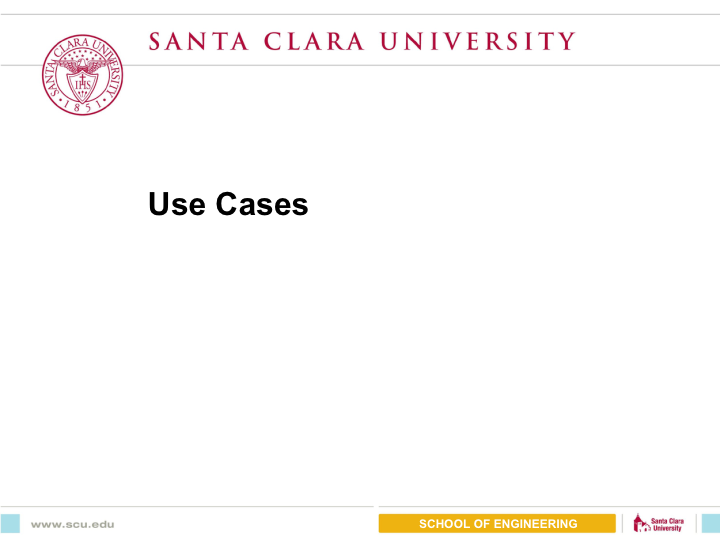 SANTA CLARA UNIVERSITY
SANTA CLARA UNIVERSITY
IHS
• 1851 •
Use Cases
www.scu.edu
SCHOOL OF ENGINEERING
Santa Clara
University